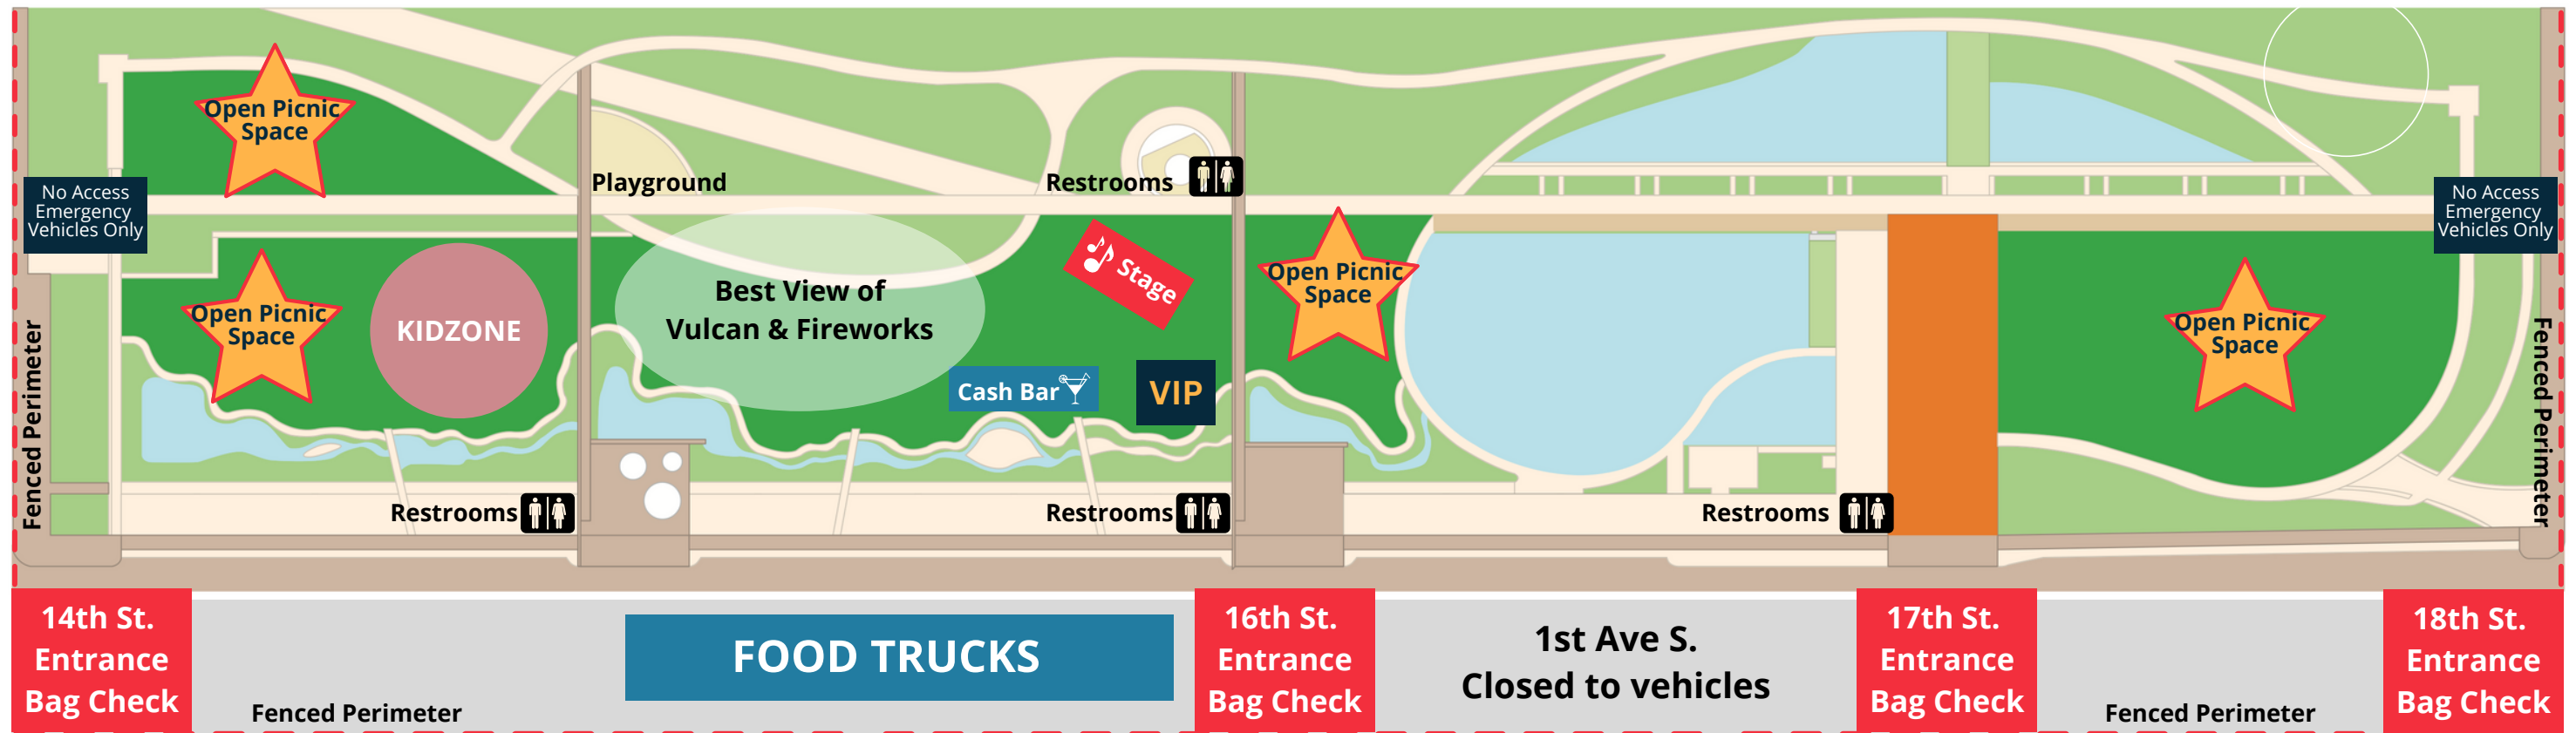 Open Picnic
Space
No Access
Emergency
Vehicles Only
Playground
Restrooms
No Access
Emergency
Vehicles Only
Open Picnic
Space
KIDZONE
Best View of
Vulcan & Fireworks
Stage
Open Picnic
Space
Open Picnic
Space
Cash Bar
VIP
Fenced Perimeter
Fenced Perimeter
Restrooms
Restrooms
Restrooms
14th St.
Entrance
Bag Check
FOOD TRUCKS
16th St.
Entrance
Bag Check
1st Ave S.
Closed to vehicles
17th St.
Entrance
Bag Check
18th St.
Entrance
Bag Check
Fenced Perimeter
Fenced Perimeter